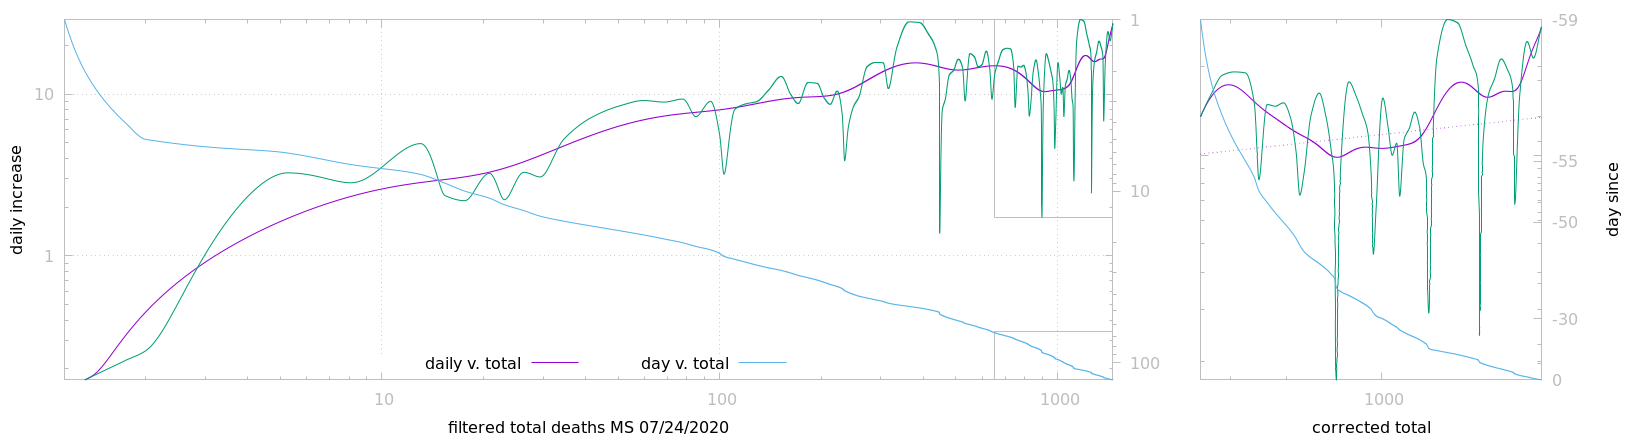 daily increase
10
1
daily v. total
day v. total
10
100
1000
filtered total deaths MS 07/24/2020
1
10
100
1000
corrected total
-59
-55
-50
-30
0
day since